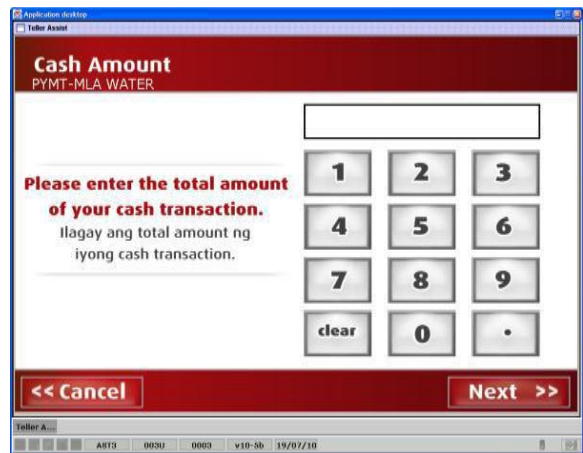 Application desktop
Teller Assist
Cash Amount
PYMT-MLA WATER
Please enter the total amount
of your cash transaction.
Ilagay ang total amount ng
iyong cash transaction.
1 2 3
4 5 6
7 8 9
clear 0 .
<< Cancel
Next >>
Teller A...
A8T3 003U 0003 v10-5b 19/07/10